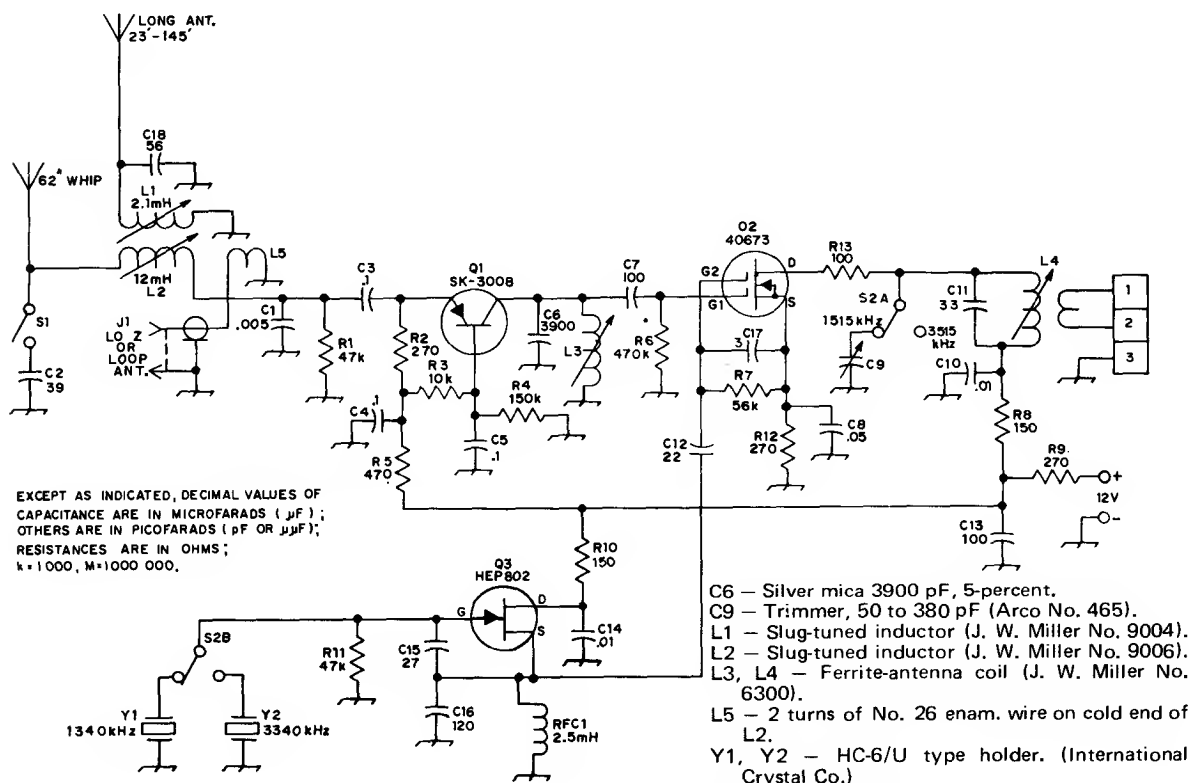 LONG ANT.
23'-145'
C18
56
62" WHIP
L1
2.1mH
L5
12mH
L2
S1
C2
39
J1
LO Z
OR
LOOP
ANT.
C1
.005
R1
47k
C3
.1
R2
270
R3
10k
C4
.1
R5
470
Q1
SK-3008
R4
150k
C5
.1
C6
3900
L3
C7
100
R6
470k
Q2
40673
G2
G1
D
S
C17
3
R7
56k
C12
22
R12
270
C8
.05
R13
100
S2A
1515kHz
3515
kHz
C9
C11
33
L4
1
2
3
C10
.01
R8
150
R9
270
+
12V
-
C13
100
EXCEPT AS INDICATED, DECIMAL VALUES OF
CAPACITANCE ARE IN MICROFARADS ( µF ) ;
OTHERS ARE IN PICOFARADS ( pF OR µµF);
RESISTANCES ARE IN OHMS ;
k=1000, M=1000 000.
R10
150
Q3
HEP802
G
D
S
C14
.01
S2B
R11
47k
C15
27
C16
120
RFC1
2.5mH
Y1
1340kHz
Y2
3340kHz
C6 – Silver mica 3900 pF, 5-percent.
C9 – Trimmer, 50 to 380 pF (Arco No. 465).
L1 – Slug-tuned inductor (J. W. Miller No. 9004).
L2 – Slug-tuned inductor (J. W. Miller No. 9006).
L3, L4 – Ferrite-antenna coil (J. W. Miller No.
6300).
L5 – 2 turns of No. 26 enam. wire on cold end of
L2.
Y1, Y2 – HC-6/U type holder. (International
Crystal Co.)